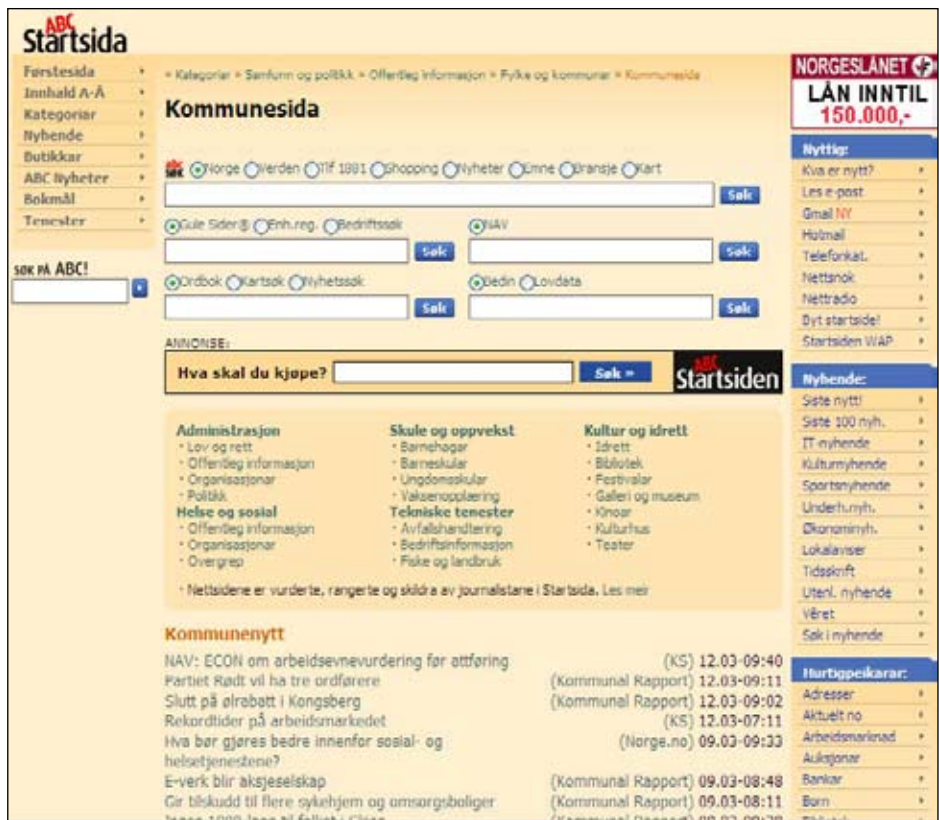 ABC
Startsida
Førstesida
Innhald A-Å
Kategoriar
Nyhende
Butikkar
ABC Nyheter
Bokmål
Tenester
SØK PÅ ABC!
» Kategoriar » Samfunn og politikk » Offentleg informasjon » Fylke og kommunar » Kommunesida
Kommunesida
ABC SØK Norge Verden Tlf 1881 Shopping Nyheter Emne Bransje Kart
Søk
Gule Sider® Enh.reg. Bedriftssøk NAV
Søk Søk
Ordbok Kartsøk Nyhetssøk Bedin Lovdata
Søk Søk
ANNONSE:
Hva skal du kjøpe? Søk » ABC Startsiden
Administrasjon
· Lov og rett
· Offentleg informasjon
· Organisasjonar
· Politikk
Helse og sosial
· Offentleg informasjon
· Organisasjonar
· Overgrep
Skule og oppvekst
· Barnehagar
· Barneskular
· Ungdomsskular
· Vaksenopplæring
Tekniske tenester
· Avfallshandtering
· Bedriftsinformasjon
· Fiske og landbruk
Kultur og idrett
· Idrett
· Bibliotek
· Festivalar
· Galleri og museum
· Kinoar
· Kulturhus
· Teater
· Nettsidene er vurderte, rangerte og skildra av journalistane i Startsida. Les meir
Kommunenytt
NAV: ECON om arbeidsevnevurdering før attføring (KS) 12.03-09:40
Partiet Rødt vil ha tre ordførere (Kommunal Rapport) 12.03-09:11
Slutt på ølrabatt i Kongsberg (Kommunal Rapport) 12.03-09:02
Rekordtider på arbeidsmarkedet (KS) 12.03-07:11
Hva bør gjøres bedre innenfor sosial- og (Norge.no) 09.03-09:33
helsetjenestene?
E-verk blir aksjeselskap (Kommunal Rapport) 09.03-08:48
Gir tilskudd til flere sykehjem og omsorgsboliger (Kommunal Rapport) 09.03-08:11
NORGESLÅNET
LÅN INNTIL
150.000,-
Nyttig:
Kva er nytt?
Les e-post
Gmail NY
Hotmail
Telefonkat.
Nettsnok
Nettradio
Byt startside!
Startsiden WAP
Nyhende:
Siste nytt!
Siste 100 nyh.
IT-nyhende
Kulturnyhende
Sportsnyhende
Underh.nyh.
Økonominyh.
Lokalaviser
Tidsskrift
Utenl. nyhende
Vêret
Søk i nyhende
Hurtigpeikarar:
Adresser
Aktuelt no
Arbeidsmarknad
Auksjonar
Bankar
Born